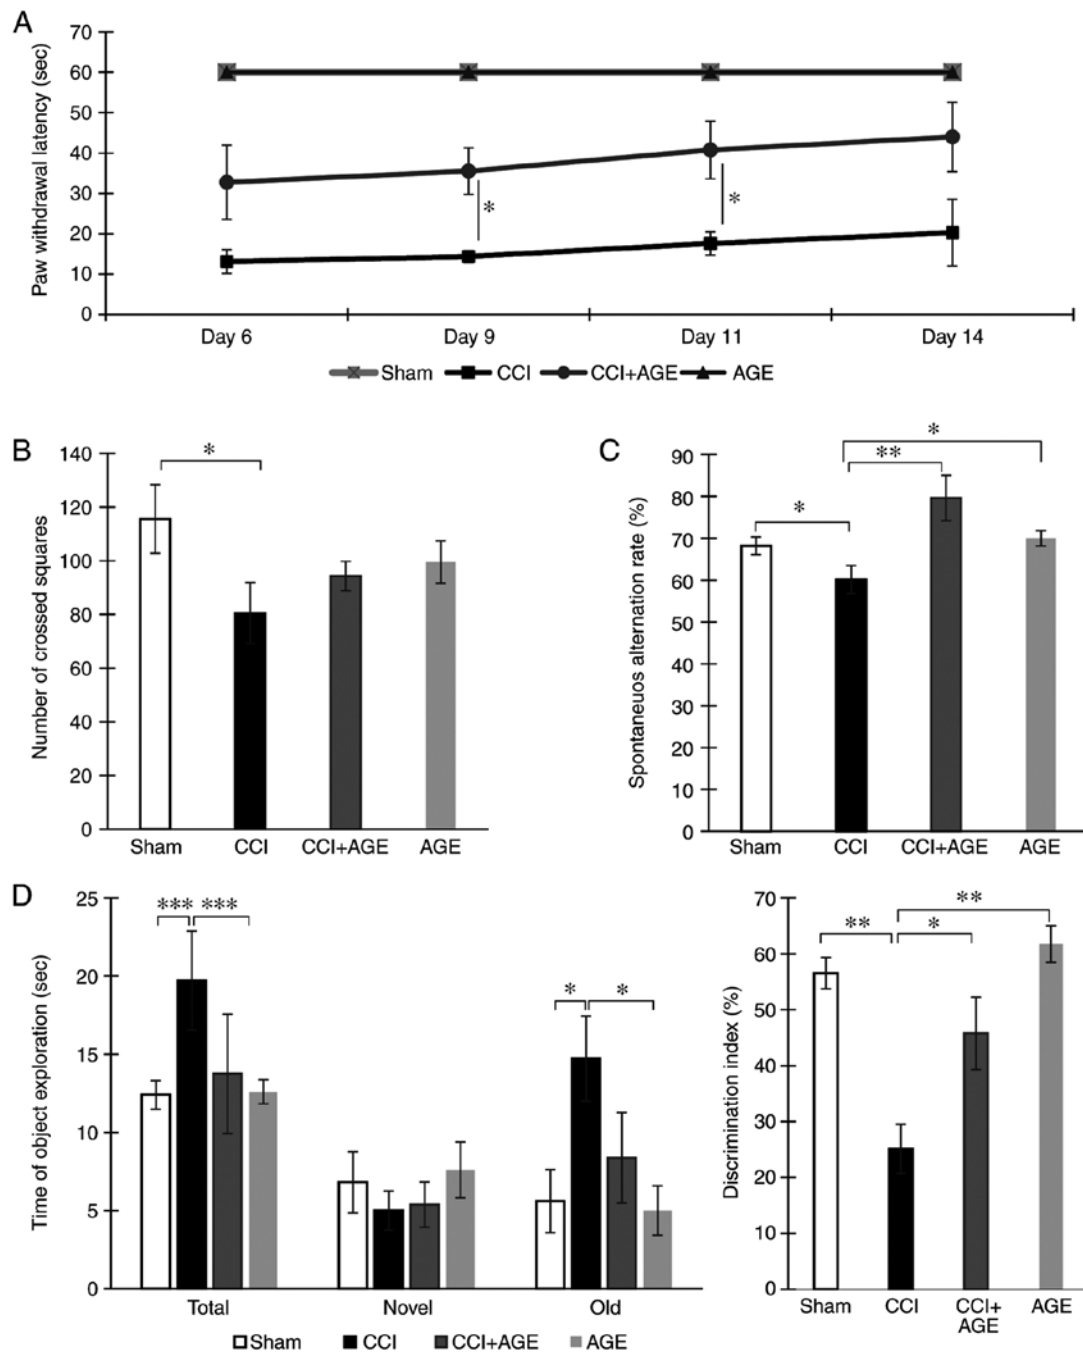 A
Paw withdrawal latency (sec)
70
60
50
40
30
20
10
0
*
*
Day 6 Day 9 Day 11 Day 14
Sham CCI CCI+AGE AGE
B
Number of crossed squares
140
120
100
80
60
40
20
0
*
Sham CCI CCI+AGE AGE
C
Spontaneuos alternation rate (%)
90
80
70
60
50
40
30
20
10
0
*
**
*
Sham CCI CCI+AGE AGE
D
Time of object exploration (sec)
25
20
15
10
5
0
*** ***
* *
Total Novel Old
Sham CCI CCI+AGE AGE
Discrimination index (%)
70
60
50
40
30
20
10
0
**
** *
Sham CCI CCI+ AGE
AGE